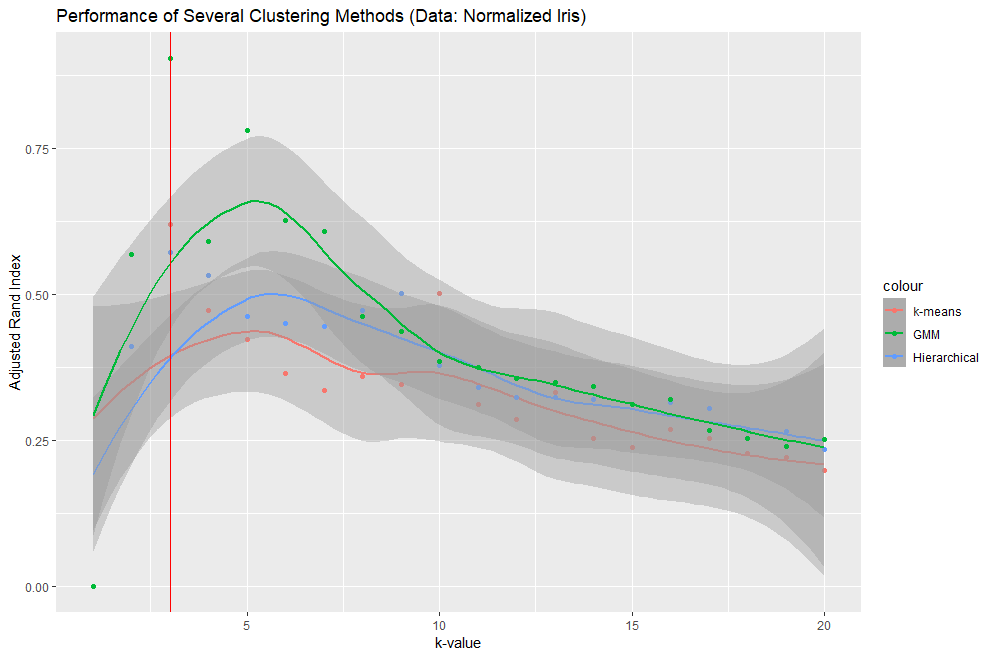 Performance of Several Clustering Methods (Data: Normalized Iris)
Adjusted Rand Index
0.75
0.50
0.25
0.00
5 10 15 20
k-value
colour
k-means
GMM
Hierarchical